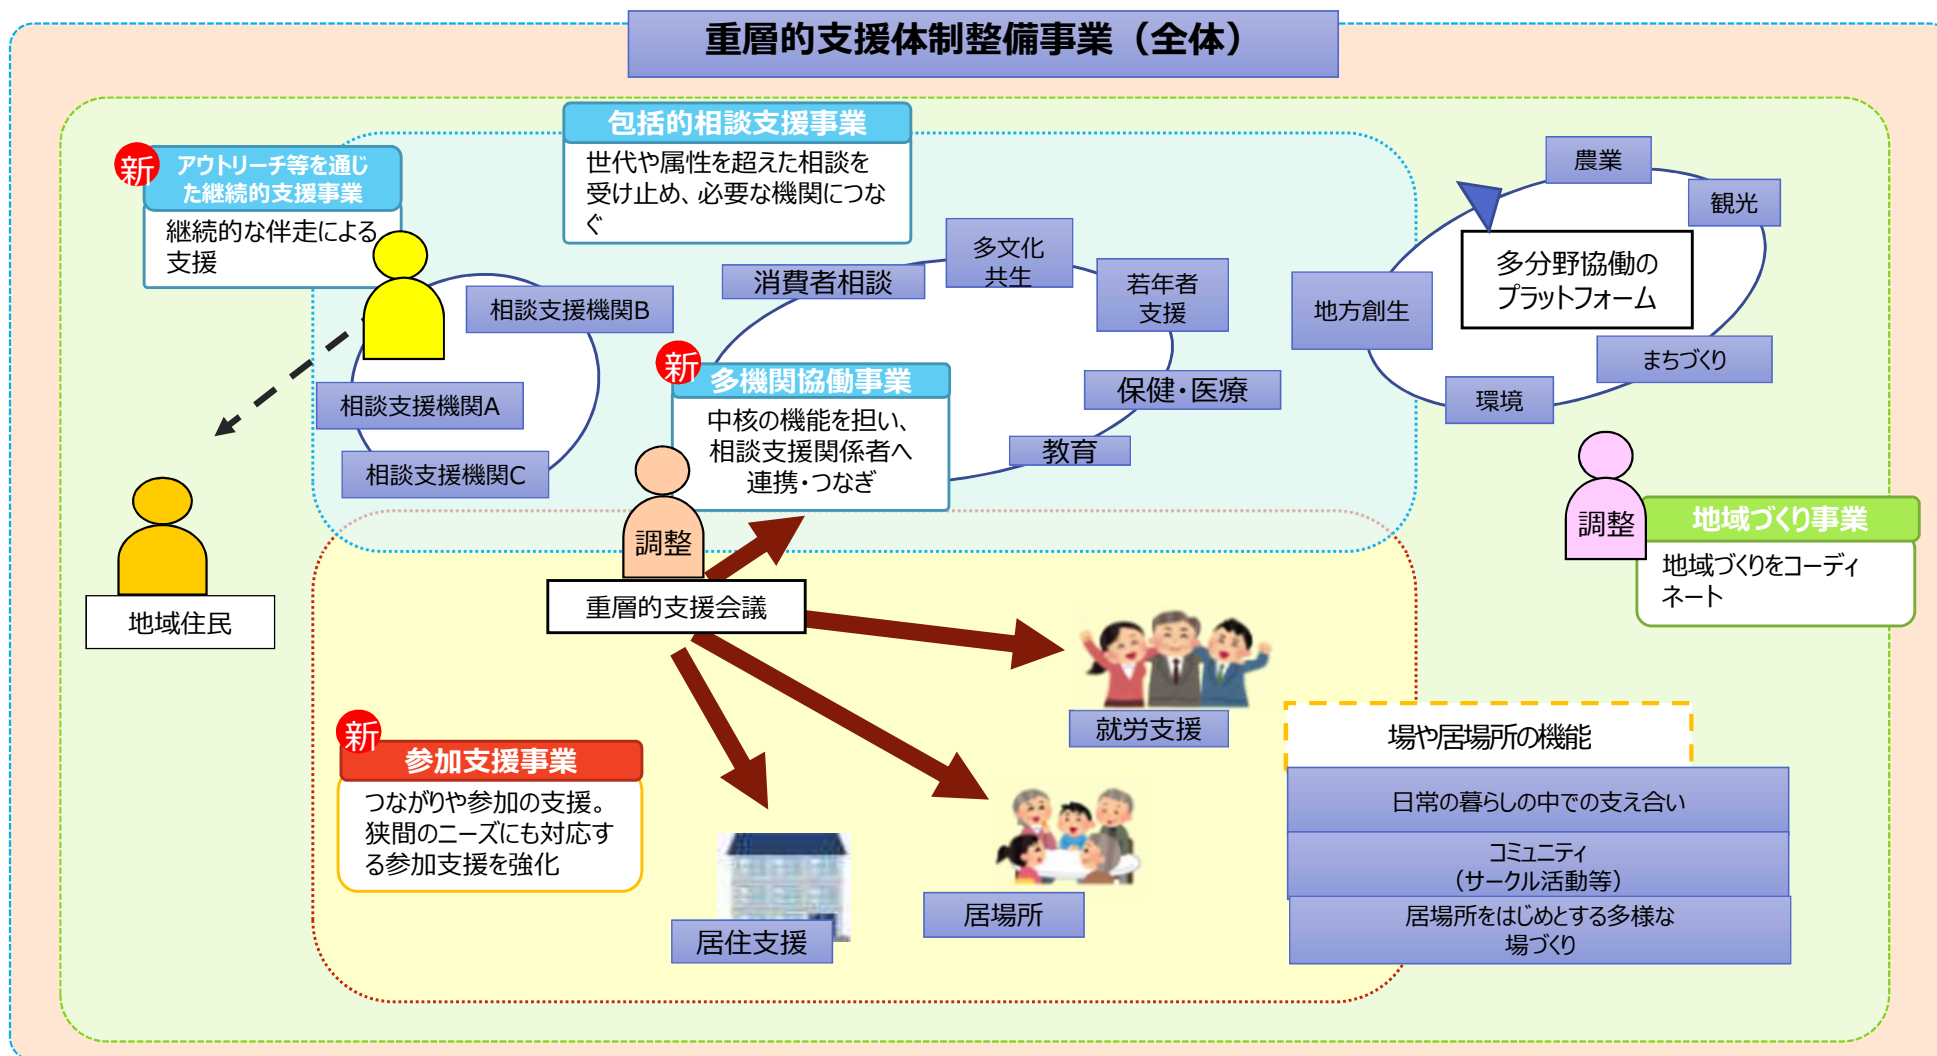 重層的支援体制整備事業（全体）
包括的相談支援事業
世代や属性を超えた相談を
受け止め、必要な機関につな
ぐ
新
アウトリーチ等を通じ
た継続的支援事業
継続的な伴走による
支援
相談支援機関B
相談支援機関A
相談支援機関C
消費者相談
多文化
共生
若年者
支援
保健・医療
教育
新
多機関協働事業
中核の機能を担い、
相談支援関係者へ
連携・つなぎ
調整
重層的支援会議
農業
観光
地方創生
多分野協働の
プラットフォーム
まちづくり
環境
調整
地域づくり事業
地域づくりをコーディ
ネート
地域住民
新
参加支援事業
つながりや参加の支援。
狭間のニーズにも対応す
る参加支援を強化
就労支援
居場所
居住支援
場や居場所の機能
日常の暮らしの中での支え合い
コミュニティ
（サークル活動等）
居場所をはじめとする多様な
場づくり